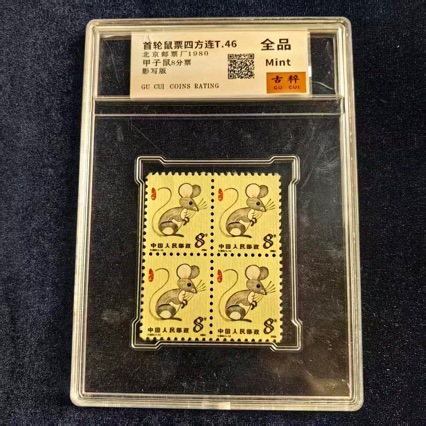 首轮鼠票四方连T.46
北京邮票厂1980
甲子鼠8分票
影写版
GU CUI COINS RATING
全品
Mint
古粹
GU CUI
中国人民邮政 8分
中国人民邮政 8分
中国人民邮政 8分
中国人民邮政 8分